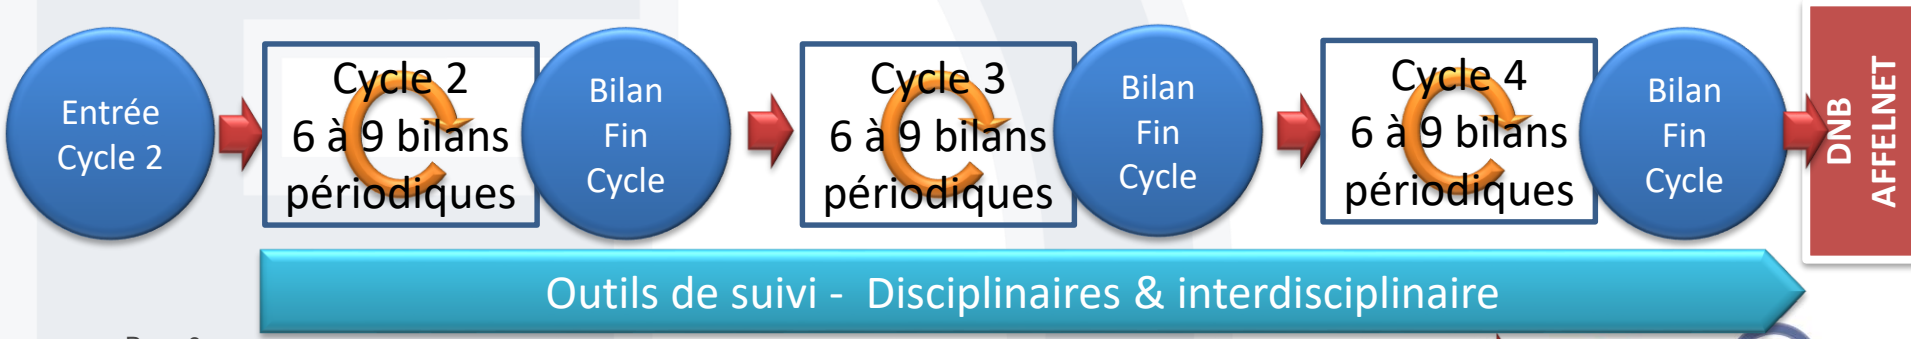 Entrée
Cycle 2
Cycle 2
6 à 9 bilans
périodiques
Bilan
Fin
Cycle
Cycle 3
6 à 9 bilans
périodiques
Bilan
Fin
Cycle
Cycle 4
6 à 9 bilans
périodiques
Bilan
Fin
Cycle
DNB
AFFELNET
Outils de suivi - Disciplinaires & interdisciplinaire